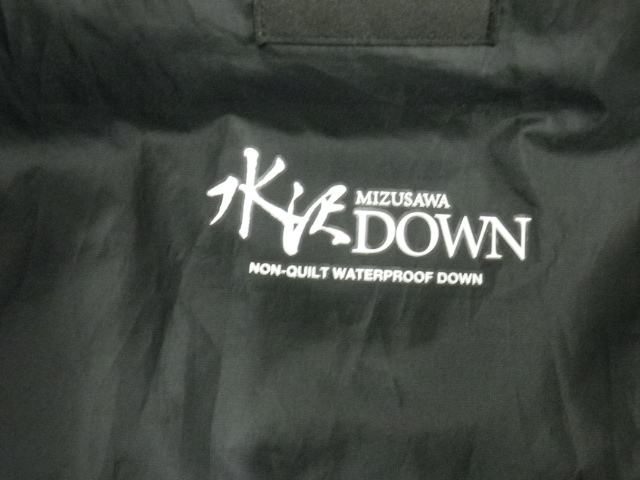 水沢
MIZUSAWA
DOWN
NON-QUILT WATERPROOF DOWN